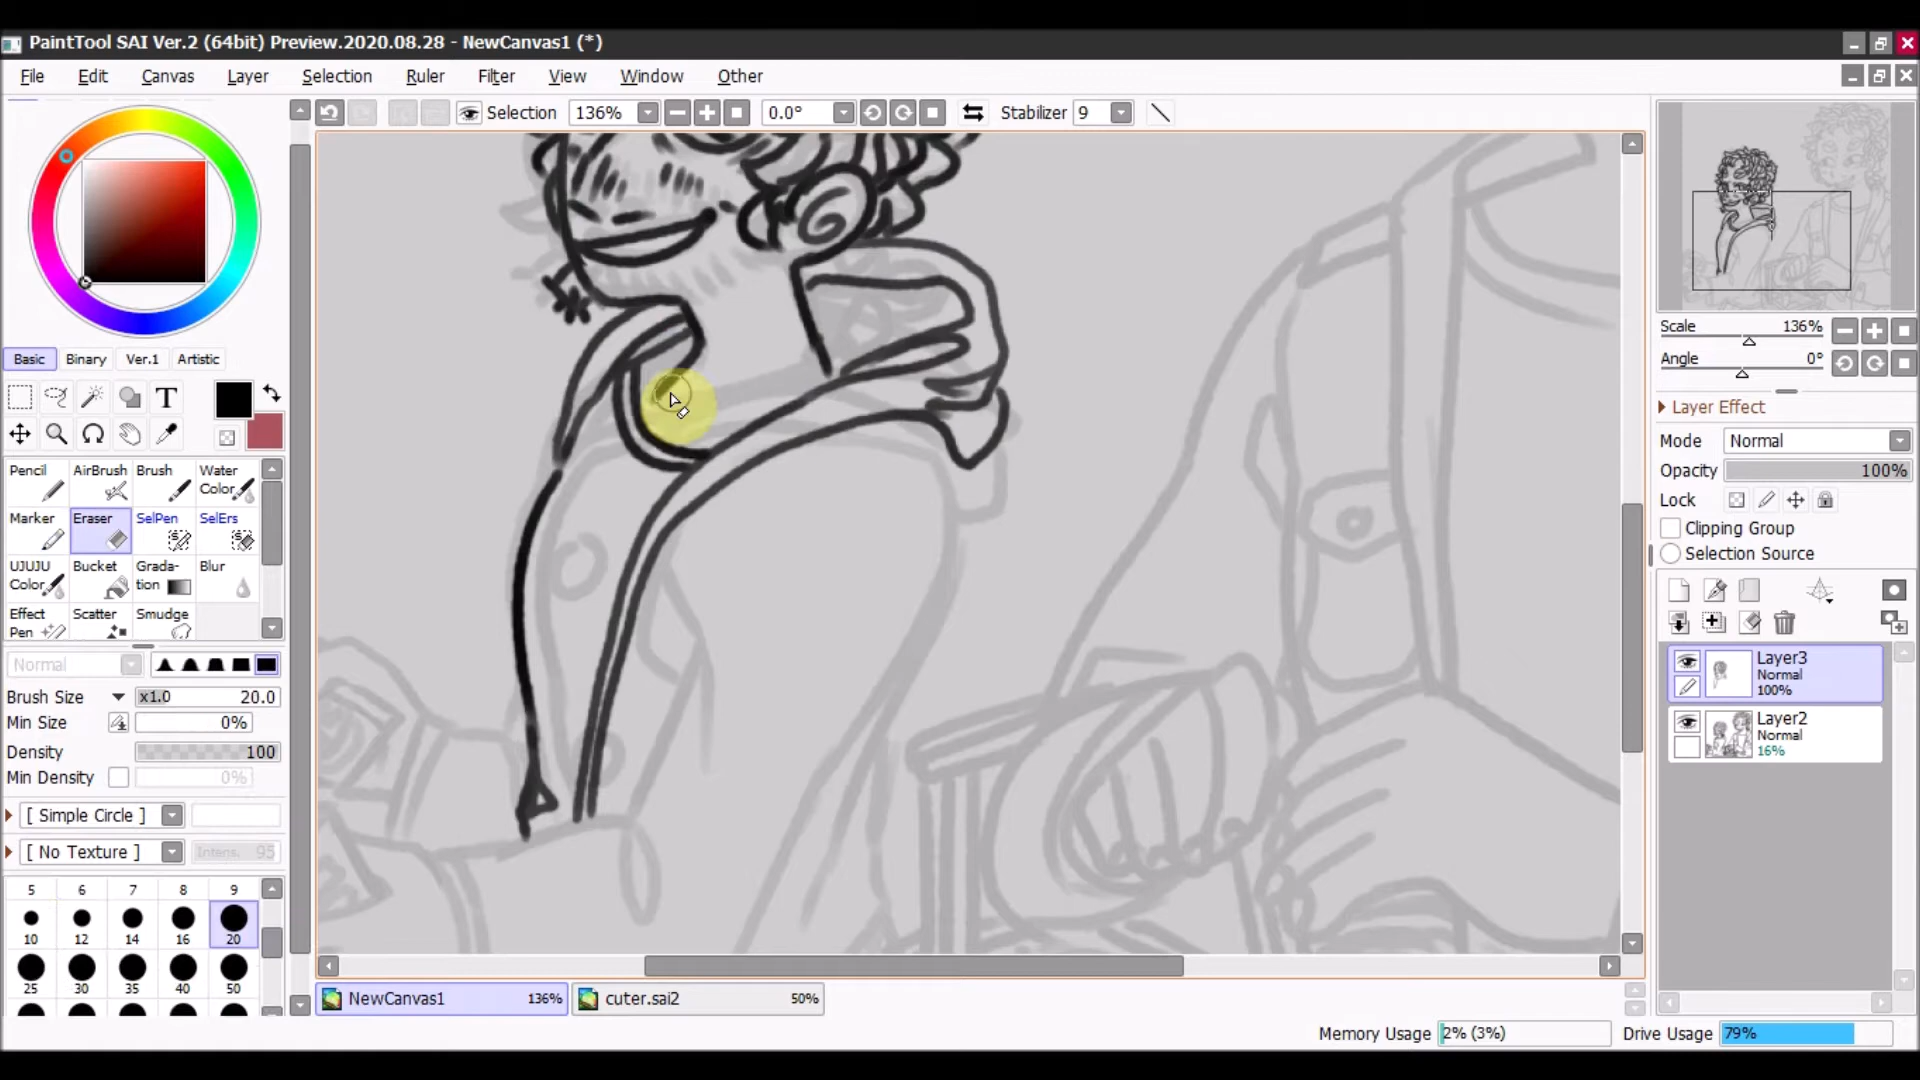 PaintTool SAI Ver.2 (64bit) Preview.2020.08.28 - NewCanvas1 (*)
File Edit Canvas Layer Selection Ruler Filter View Window Other
Selection 136% 0.0° Stabilizer 9
Scale 136%
Angle 0°
Basic Binary Ver.1 Artistic
T
Layer Effect
Mode Normal
Opacity 100%
Lock
Clipping Group
Selection Source
Pencil AirBrush Brush Water Color
Marker Eraser SelPen SelErs
UJUJU Color Bucket Grada-tion Blur
Effect Pen Scatter Smudge
Normal
Brush Size x1.0 20.0
Min Size 0%
Density 100
Min Density 0%
[ Simple Circle ]
[ No Texture ] Intens. 95
5 6 7 8 9
10 12 14 16 20
25 30 35 40 50
Layer3
Normal
100%
Layer2
Normal
16%
NewCanvas1 136% cuter.sai2 50%
Memory Usage 2% (3%) Drive Usage 79%